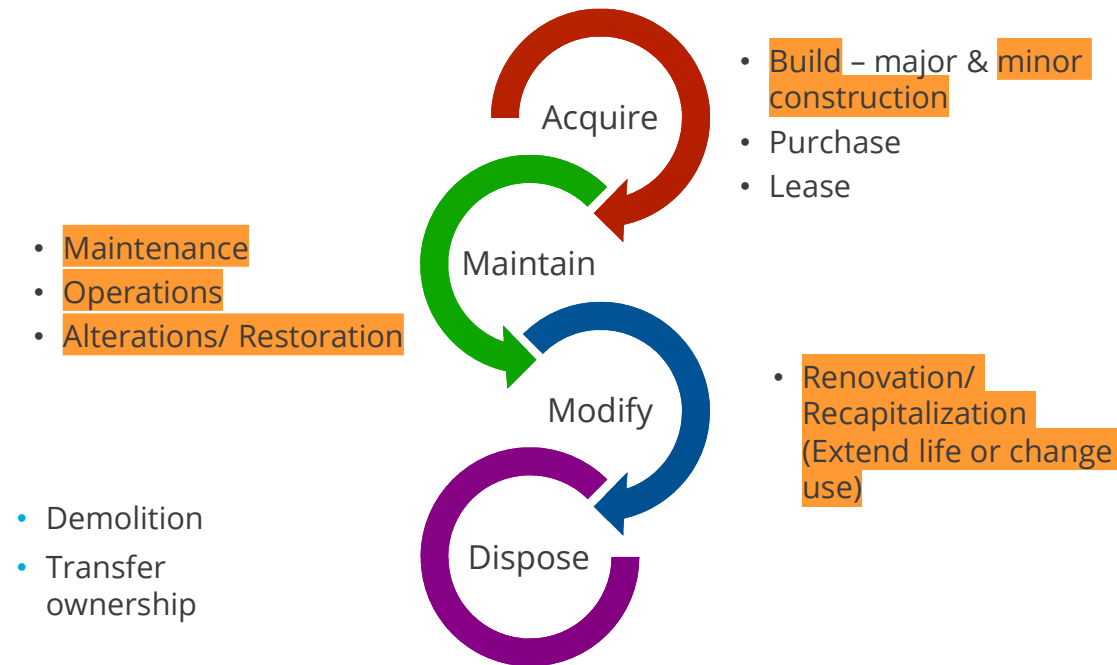 Acquire
• Build – major & minor
construction
• Purchase
• Lease
Maintain
• Maintenance
• Operations
• Alterations/ Restoration
Modify
• Renovation/
Recapitalization
(Extend life or change
use)
Dispose
• Demolition
• Transfer
ownership